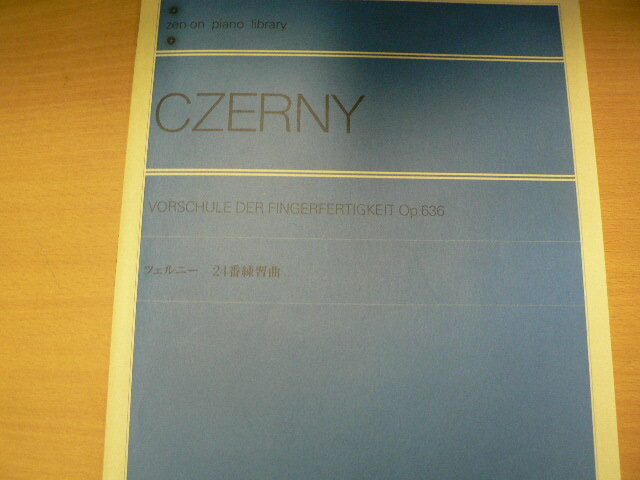 zen-on piano library
CZERNY
VORSCHULE DER FINGERFERTIGKEIT Op.636
ツェルニー 24番練習曲